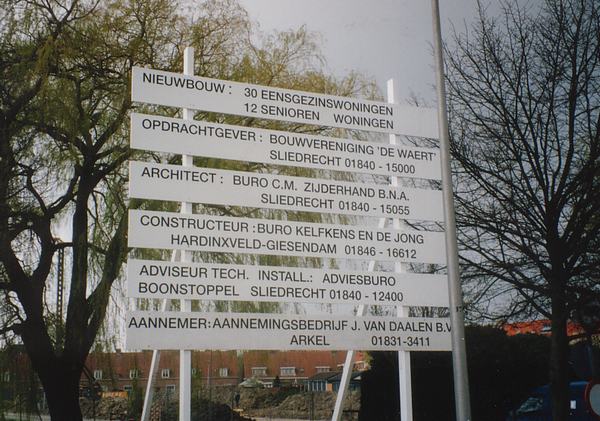 NIEUWBOUW : 30 EENSGEZINSWONINGEN
12 SENIOREN WONINGEN
OPDRACHTGEVER : BOUWVERENIGING 'DE WAERT'
SLIEDRECHT 01840 - 15000
ARCHITECT : BURO C.M. ZIJDERHAND B.N.A.
SLIEDRECHT 01840 - 15055
CONSTRUCTEUR : BURO KELFKENS EN DE JONG
HARDINXVELD-GIESENDAM 01846 - 16612
ADVISEUR TECH. INSTALL.: ADVIESBURO
BOONSTOPPEL SLIEDRECHT 01840 - 12400
AANNEMER: AANNEMINGSBEDRIJF J. VAN DAALEN B.V.
ARKEL 01831-3411